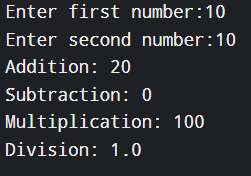 Enter first number:10
Enter second number:10
Addition: 20
Subtraction: 0
Multiplication: 100
Division: 1.0